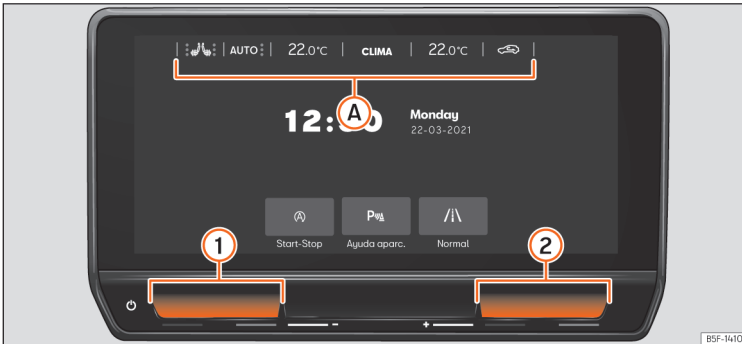 AUTO 22.0°C CLIMA 22.0°C
A
Monday
22-03-2021
Start-Stop Ayuda aparc. Normal
1 2
- +
B5F-1410